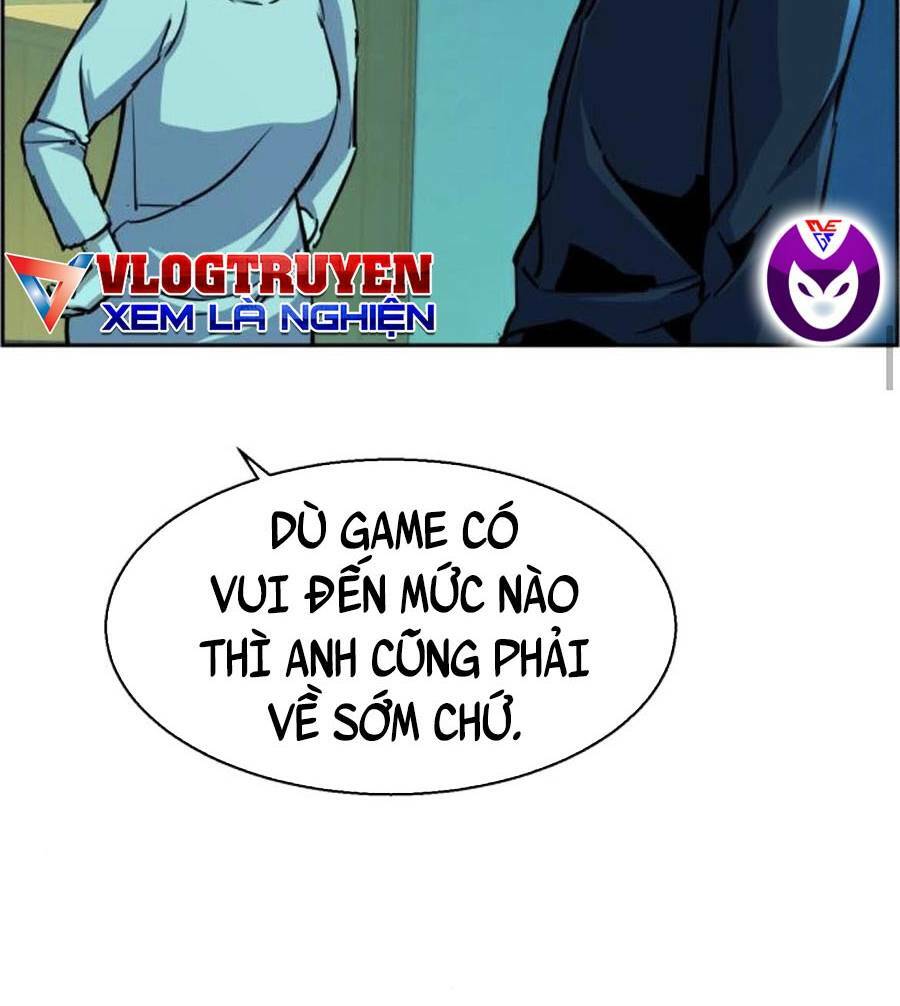 VLOGTRUYEN
XEM LÀ NGHIỆN
DÙ GAME CÓ
VUI ĐẾN MỨC NÀO
THÌ ANH CŨNG PHẢI
VỀ SỚM CHỨ.